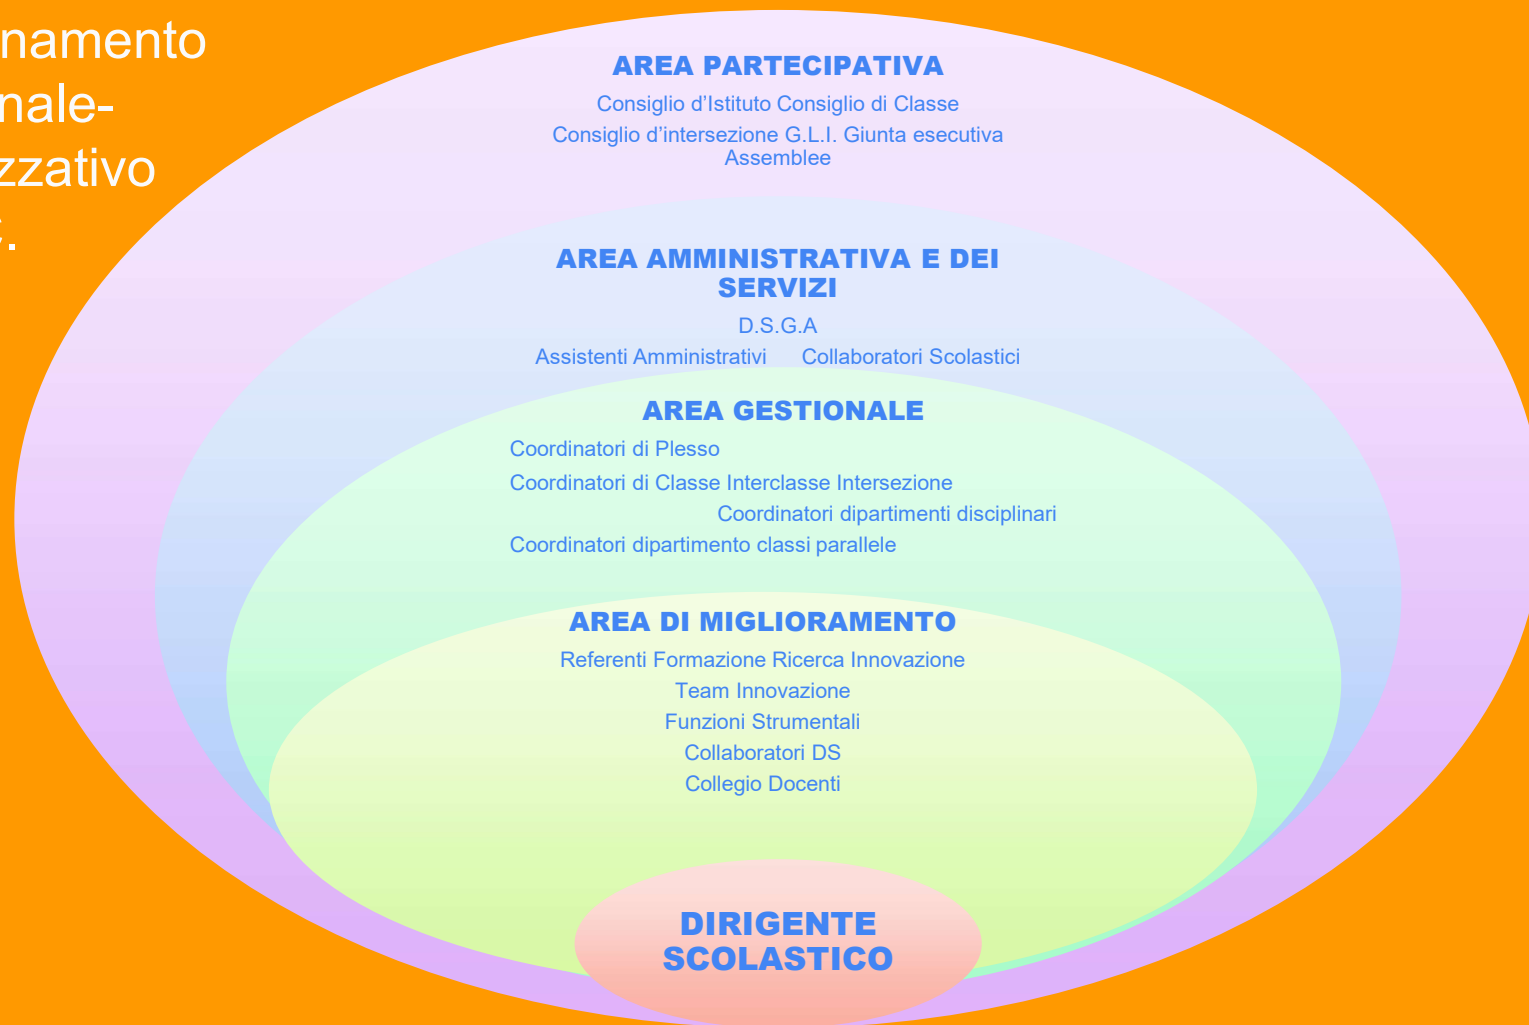 namento
nale-
zzativo
AREA PARTECIPATIVA
Consiglio d'Istituto Consiglio di Classe
Consiglio d'intersezione G.L.I. Giunta esecutiva
Assemblee
AREA AMMINISTRATIVA E DEI
SERVIZI
D.S.G.A
Assistenti Amministrativi Collaboratori Scolastici
AREA GESTIONALE
Coordinatori di Plesso
Coordinatori di Classe Interclasse Intersezione
Coordinatori dipartimenti disciplinari
Coordinatori dipartimento classi parallele
AREA DI MIGLIORAMENTO
Referenti Formazione Ricerca Innovazione
Team Innovazione
Funzioni Strumentali
Collaboratori DS
Collegio Docenti
DIRIGENTE
SCOLASTICO